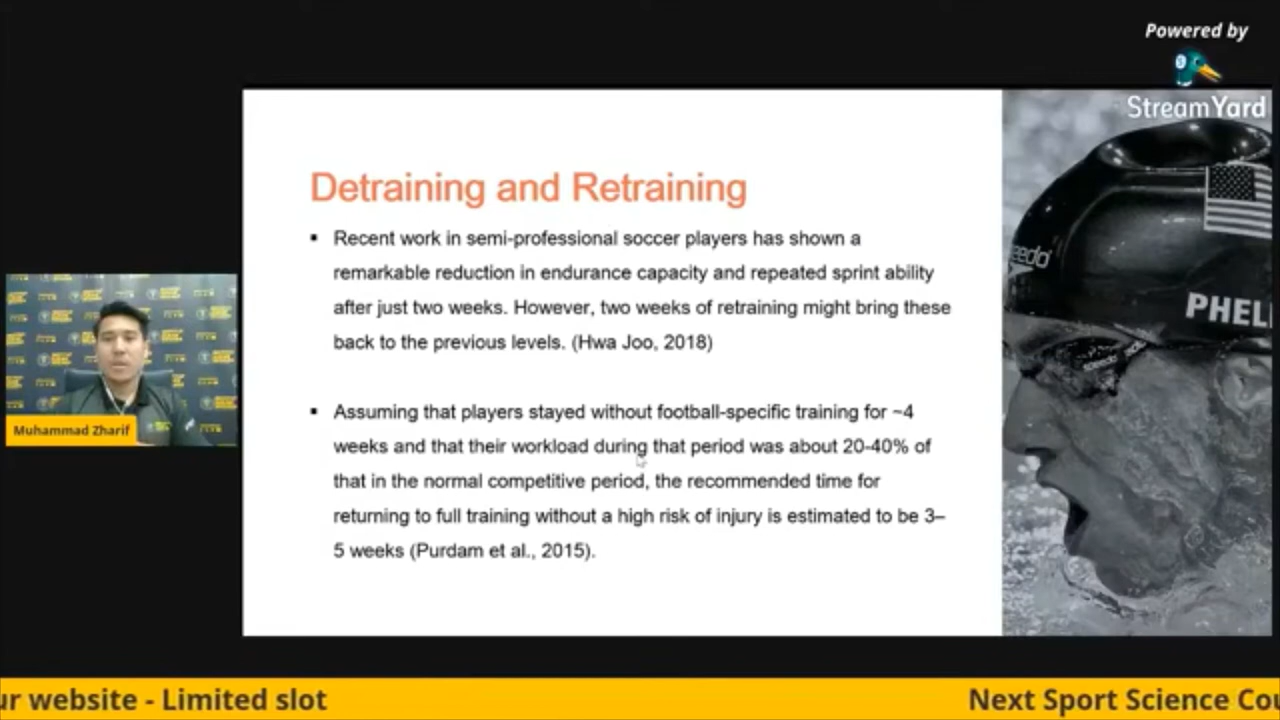 Powered by
StreamYard
Detraining and Retraining
▪ Recent work in semi-professional soccer players has shown a
remarkable reduction in endurance capacity and repeated sprint ability
after just two weeks. However, two weeks of retraining might bring these
back to the previous levels. (Hwa Joo, 2018)
▪ Assuming that players stayed without football-specific training for ~4
weeks and that their workload during that period was about 20-40% of
that in the normal competitive period, the recommended time for
returning to full training without a high risk of injury is estimated to be 3–
5 weeks (Purdam et al., 2015).
eedo
PHEL
speedo
Muhammad Zharif
ur website - Limited slot
Next Sport Science Cou